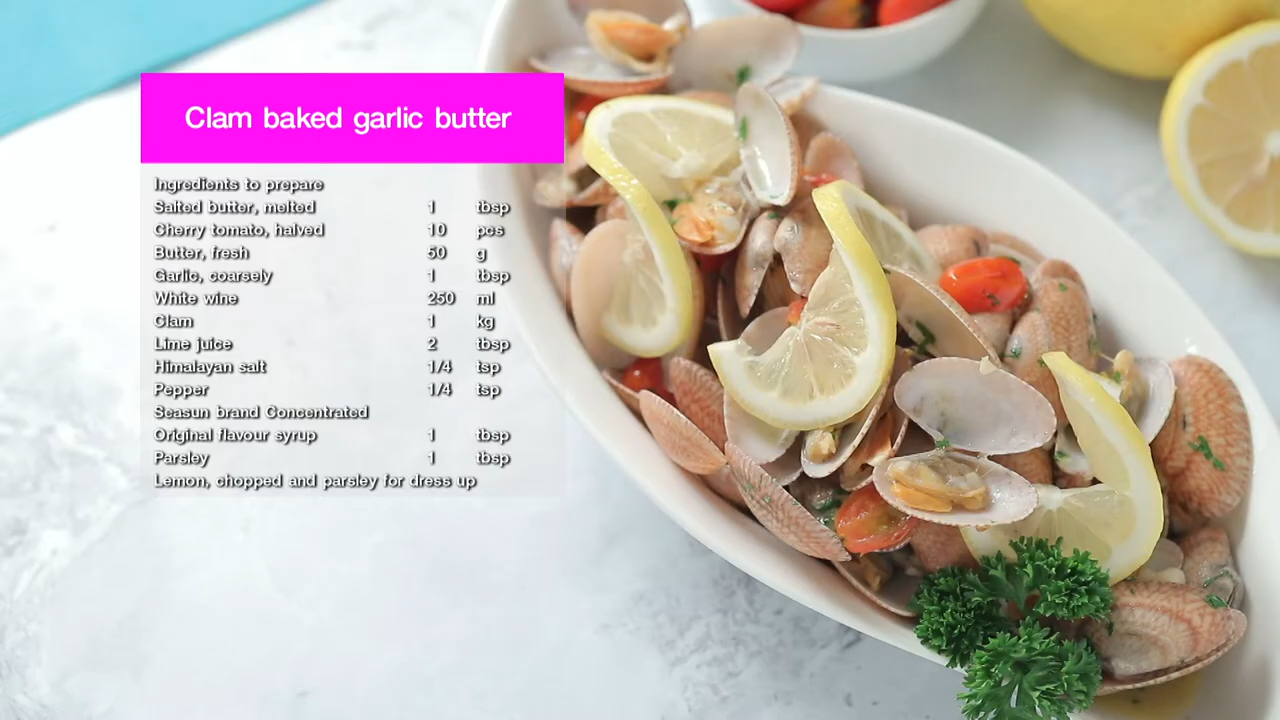 Clam baked garlic butter
Ingredients to prepare
Salted butter, melted 1 tbsp
Cherry tomato, halved 10 pcs
Butter, fresh 50 g
Garlic, coarsely 1 tbsp
White wine 250 ml
Clam 1 kg
Lime juice 2 tbsp
Himalayan salt 1/4 tsp
Pepper 1/4 tsp
Seasun brand Concentrated
Original flavour syrup 1 tbsp
Parsley 1 tbsp
Lemon, chopped and parsley for dress up